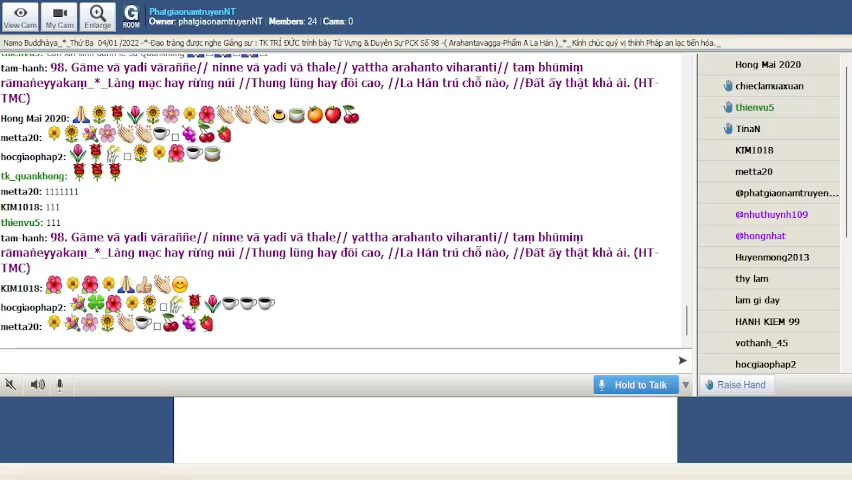 View Cam
My Cam
Enlarge
G
ROOM
PhatgiaonamtruyenNT
Owner: phatgiaonamtruyenNT Members: 24 Cams: 0
Namo Buddhàya_*_Thứ Ba 04/01 /2022 -*-Đạo tràng được nghe Giảng sư : TK TRÍ ĐỨC trình bày Từ Vựng & Duyên Sự PCK Số 98 -( Arahantavagga-Phẩm A La Hán )_*_Kính chúc quý vị thính Pháp an lạc tiến hóa._
tam-hanh: 98. Gāme vā yadi vāraññe// ninne vā yadi vā thale// yattha arahanto viharanti// taṃ bhūmiṃ
rāmaṅeyyakaṃ_*_Làng mạc hay rừng núi //Thung lũng hay đồi cao, //La Hán trú chỗ nào, //Đất ấy thật khả ái. (HT-
TMC)
Hong Mai 2020:
metta20:
hocgiaophap2:
tk_quankhong:
metta20: 1111111
KIM1018: 111
thienvu5: 111
tam-hanh: 98. Gāme vā yadi vāraññe// ninne vā yadi vā thale// yattha arahanto viharanti// taṃ bhūmiṃ
rāmaṅeyyakaṃ_*_Làng mạc hay rừng núi //Thung lũng hay đồi cao, //La Hán trú chỗ nào, //Đất ấy thật khả ái. (HT-
TMC)
KIM1018:
hocgiaophap2:
metta20:
Hold to Talk
Hong Mai 2020
chieclamuaxuan
thienvu5
TinaN
KIM1018
metta20
@phatgiaonamtruyen...
@nhuthuynh109
@hongnhat
Huyenmong2013
thy lam
lam gi day
HANH KIEM 99
vothanh_45
hocgiaophap2
Raise Hand